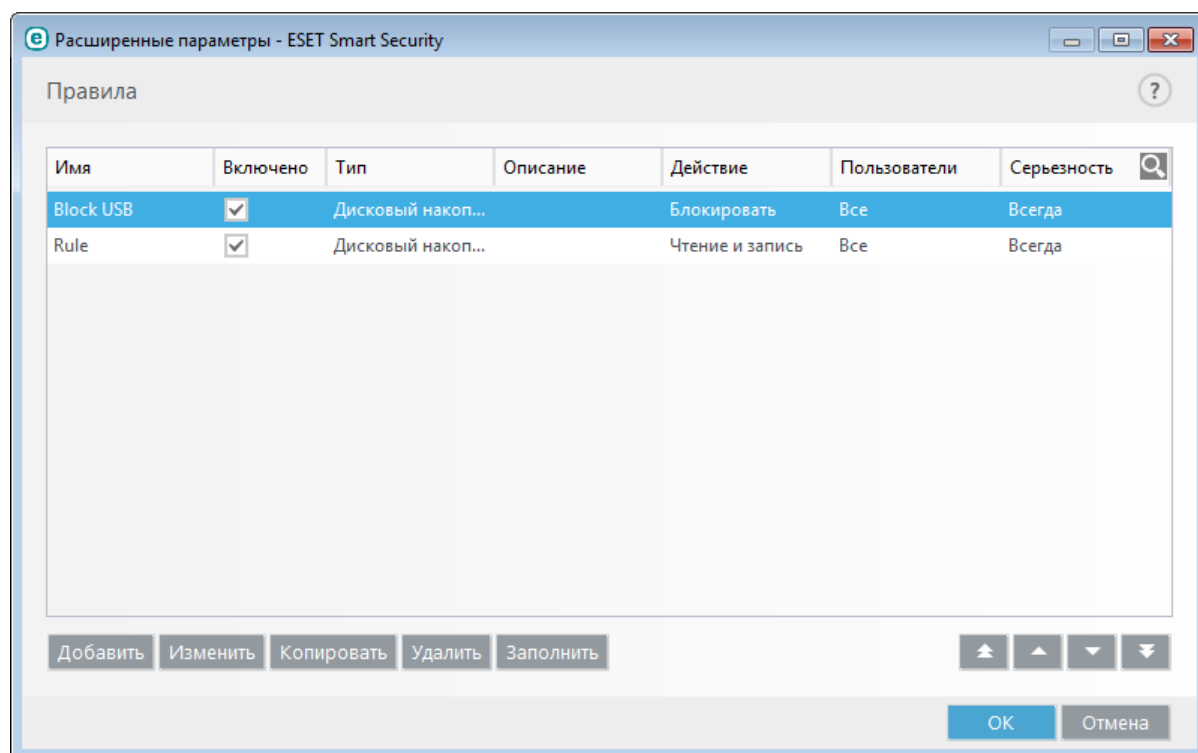 Расширенные параметры - ESET Smart Security
Правила
?
Имя Включено Тип Описание Действие Пользователи Серьезность
Block USB Дисковый накоп... Блокировать Все Всегда
Rule Дисковый накоп... Чтение и запись Все Всегда
Добавить Изменить Копировать Удалить Заполнить
OK Отмена